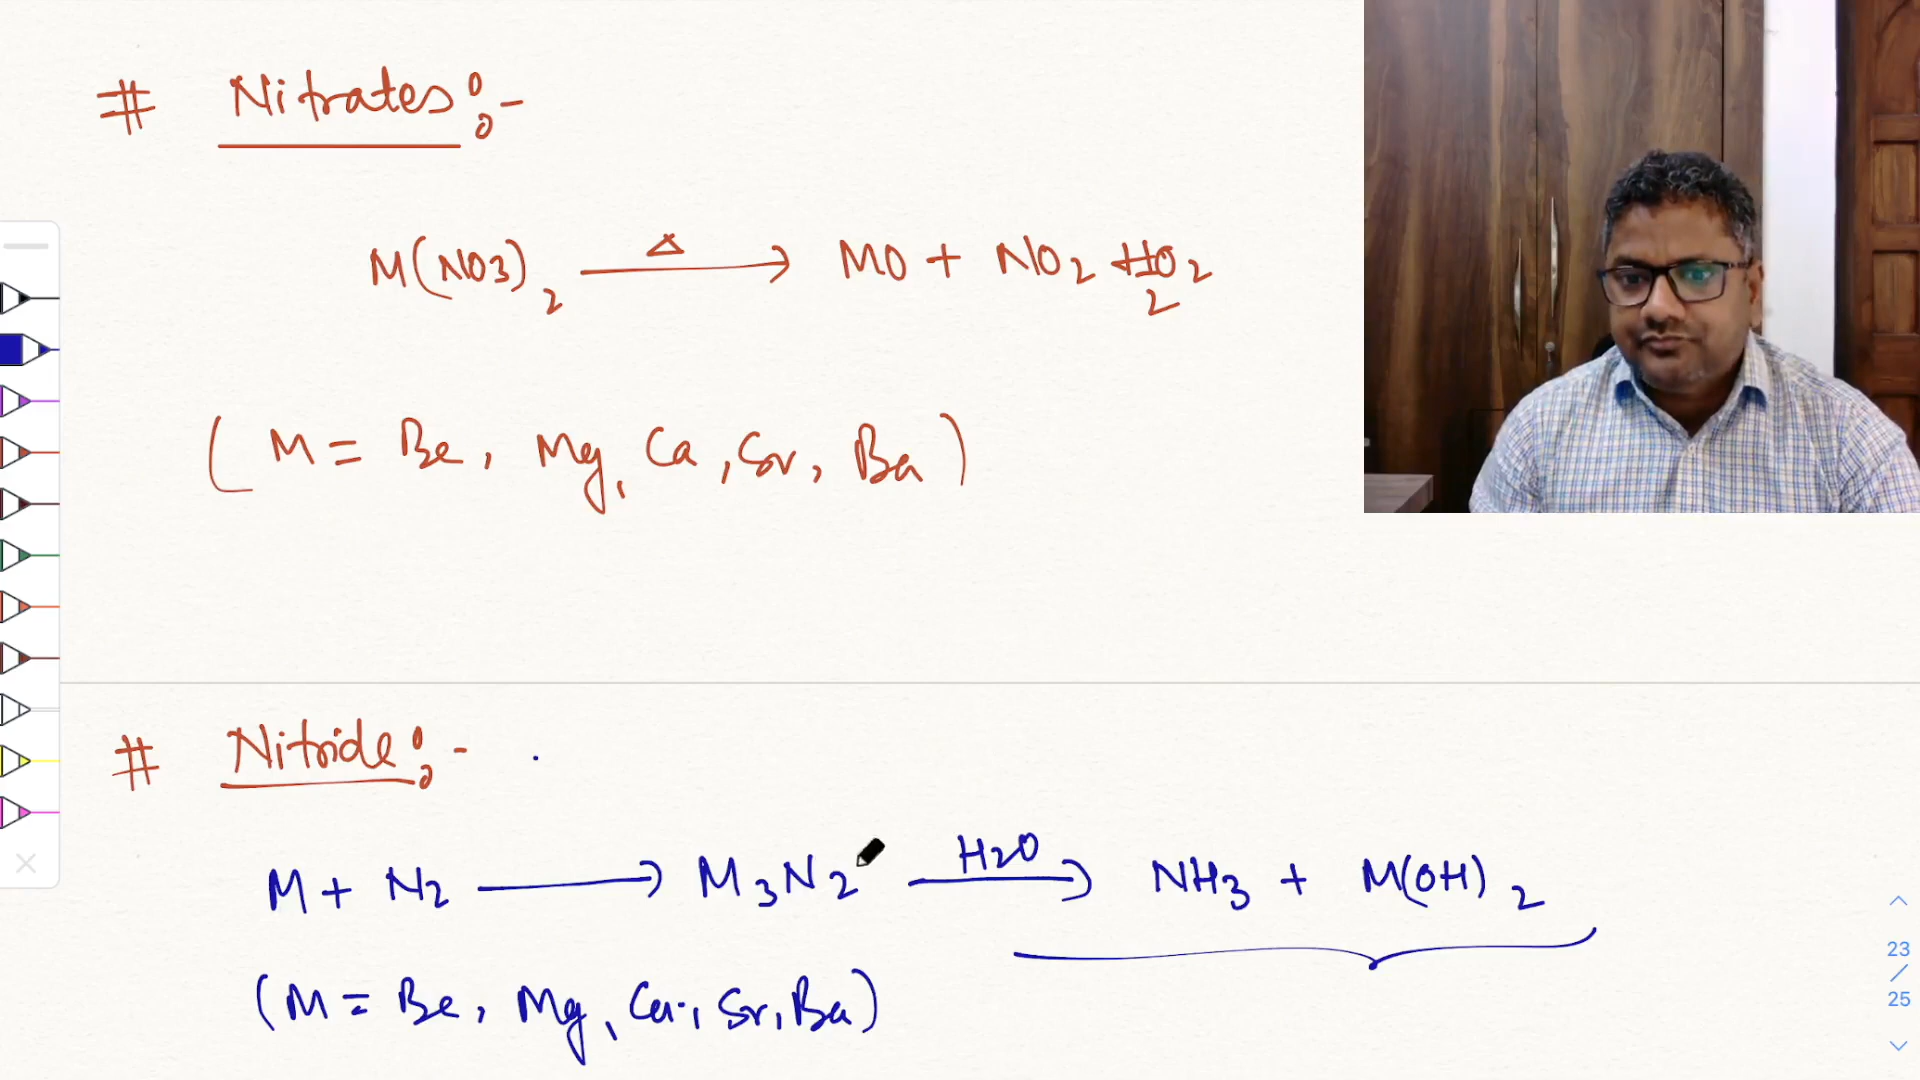 # Nitrates :-
M(NO3)2 —Δ→ MO + NO2 + 1/2 O2
( M = Be, Mg, Ca, Sr, Ba )
# Nitride :-
M + N2 ⟶ M3N2 —H2O→ NH3 + M(OH)2
( M = Be, Mg, Ca, Sr, Ba )
23
/
25